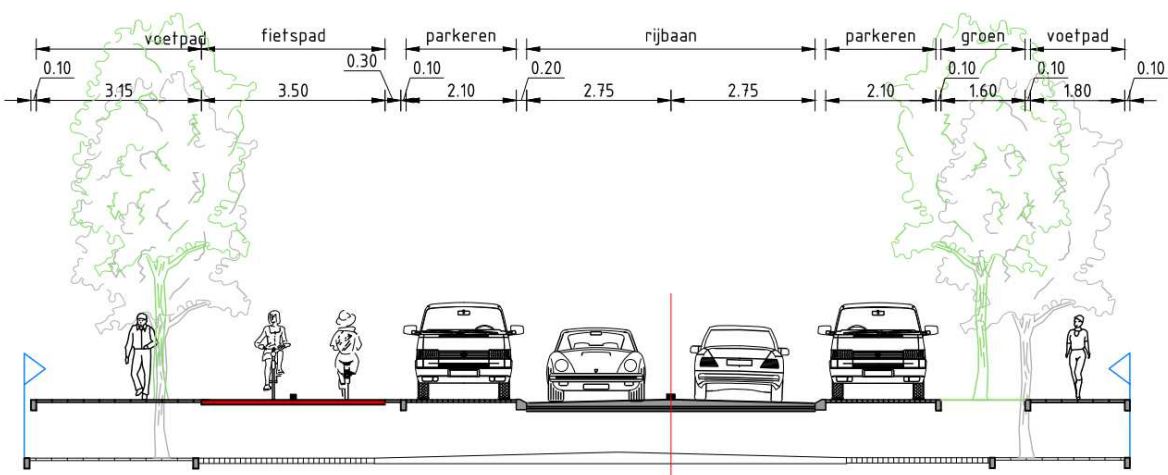 voetpad fietspad parkeren rijbaan parkeren groen voetpad
0.10 0.30 0.10 0.20 0.10 0.10 0.10
3.15 3.50 2.10 2.75 2.75 2.10 1.60 1.80